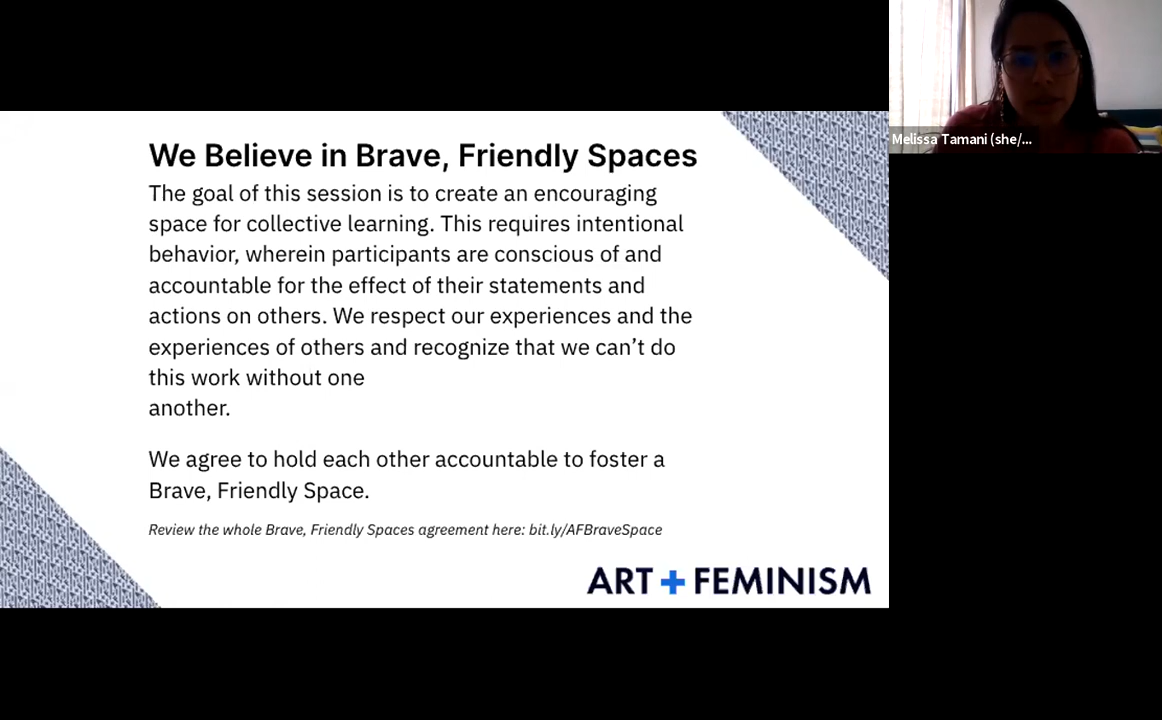 We Believe in Brave, Friendly Spaces
The goal of this session is to create an encouraging
space for collective learning. This requires intentional
behavior, wherein participants are conscious of and
accountable for the effect of their statements and
actions on others. We respect our experiences and the
experiences of others and recognize that we can’t do
this work without one
another.
We agree to hold each other accountable to foster a
Brave, Friendly Space.
Review the whole Brave, Friendly Spaces agreement here: bit.ly/AFBraveSpace
ART + FEMINISM
Melissa Tamani (she/...